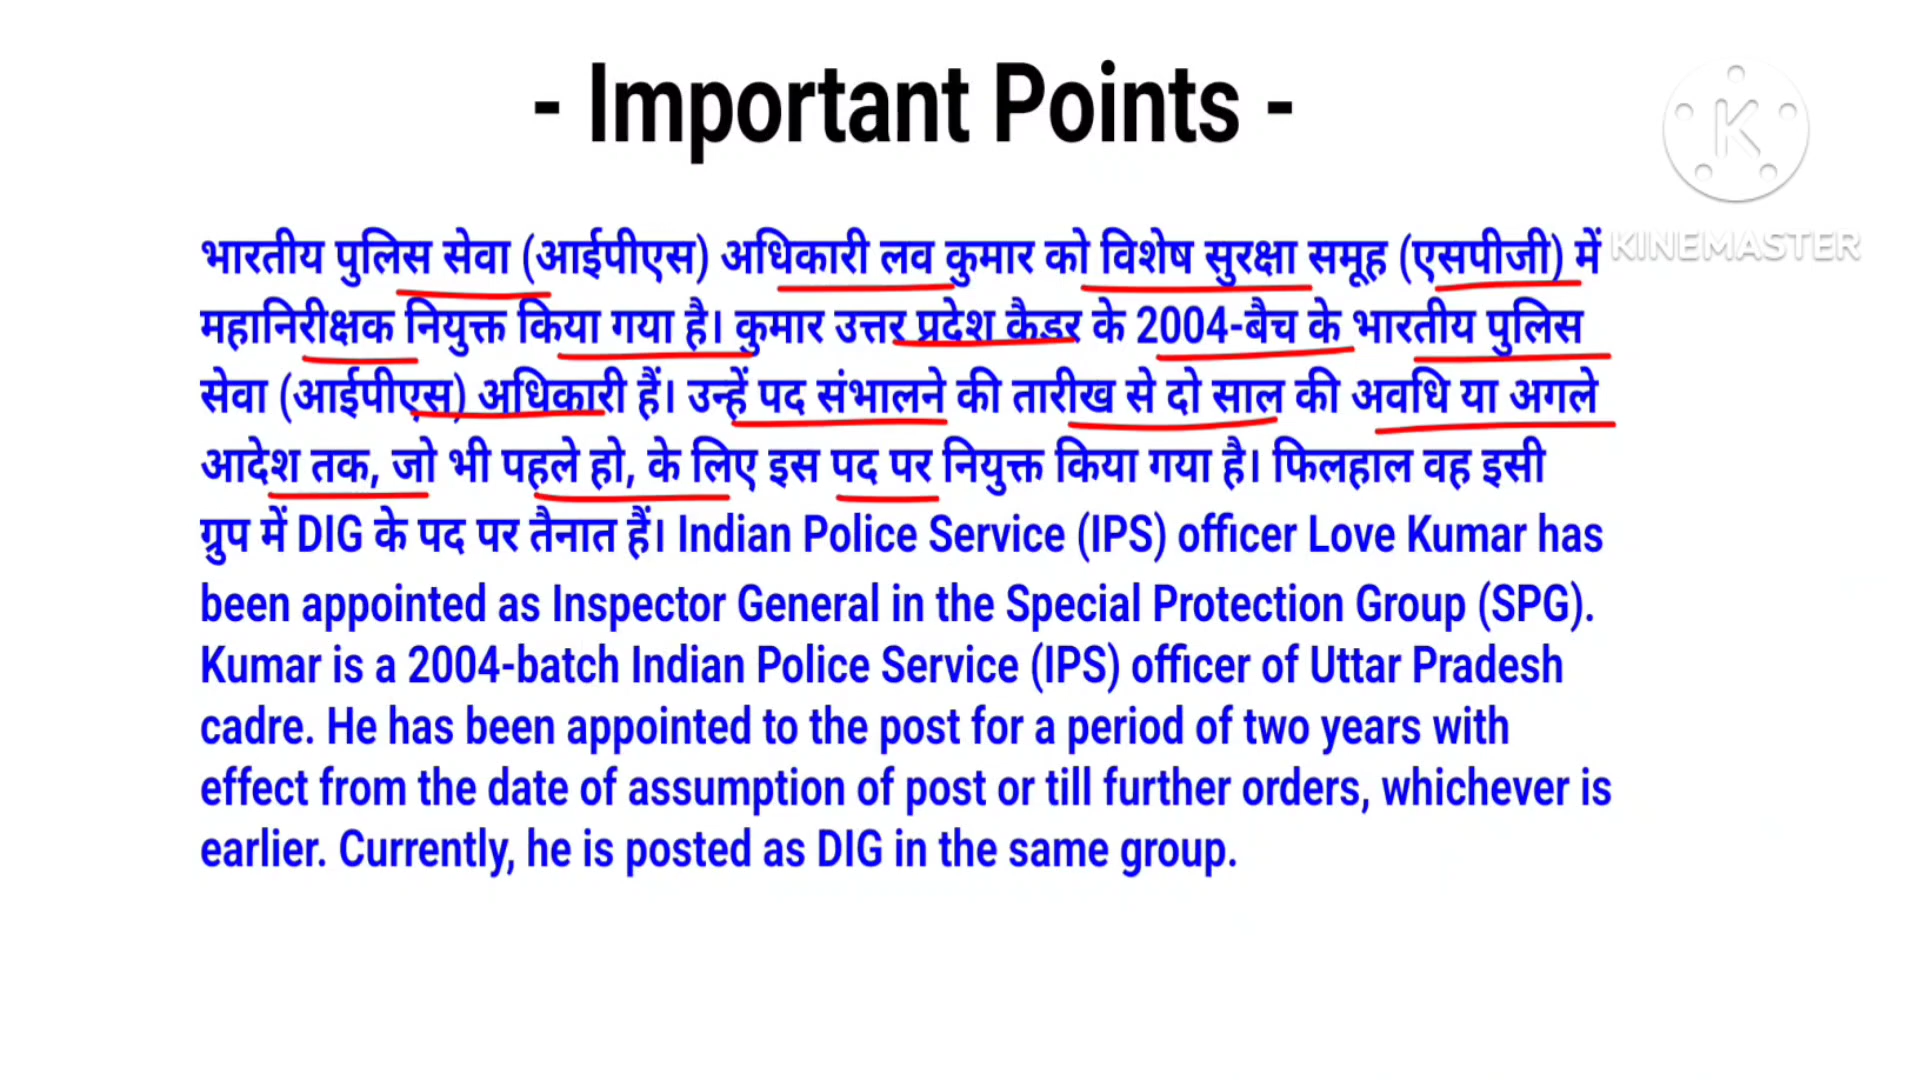 - Important Points -
K
KINEMASTER
भारतीय पुलिस सेवा (आईपीएस) अधिकारी लव कुमार को विशेष सुरक्षा समूह (एसपीजी) में
महानिरीक्षक नियुक्त किया गया है। कुमार उत्तर प्रदेश कैडर के 2004-बैच के भारतीय पुलिस
सेवा (आईपीएस) अधिकारी हैं। उन्हें पद संभालने की तारीख से दो साल की अवधि या अगले
आदेश तक, जो भी पहले हो, के लिए इस पद पर नियुक्त किया गया है। फिलहाल वह इसी
ग्रुप में DIG के पद पर तैनात हैं। Indian Police Service (IPS) officer Love Kumar has
been appointed as Inspector General in the Special Protection Group (SPG).
Kumar is a 2004-batch Indian Police Service (IPS) officer of Uttar Pradesh
cadre. He has been appointed to the post for a period of two years with
effect from the date of assumption of post or till further orders, whichever is
earlier. Currently, he is posted as DIG in the same group.